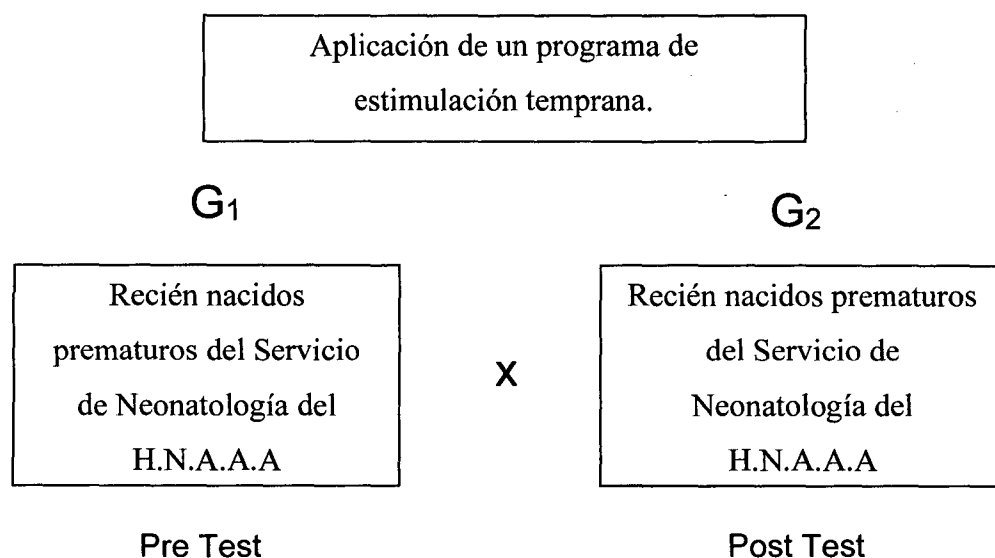 Aplicación de un programa de
estimulación temprana.
G1
G2
Recién nacidos
prematuros del Servicio
de Neonatología del
H.N.A.A.A
X
Recién nacidos prematuros
del Servicio de
Neonatología del
H.N.A.A.A
Pre Test
Post Test